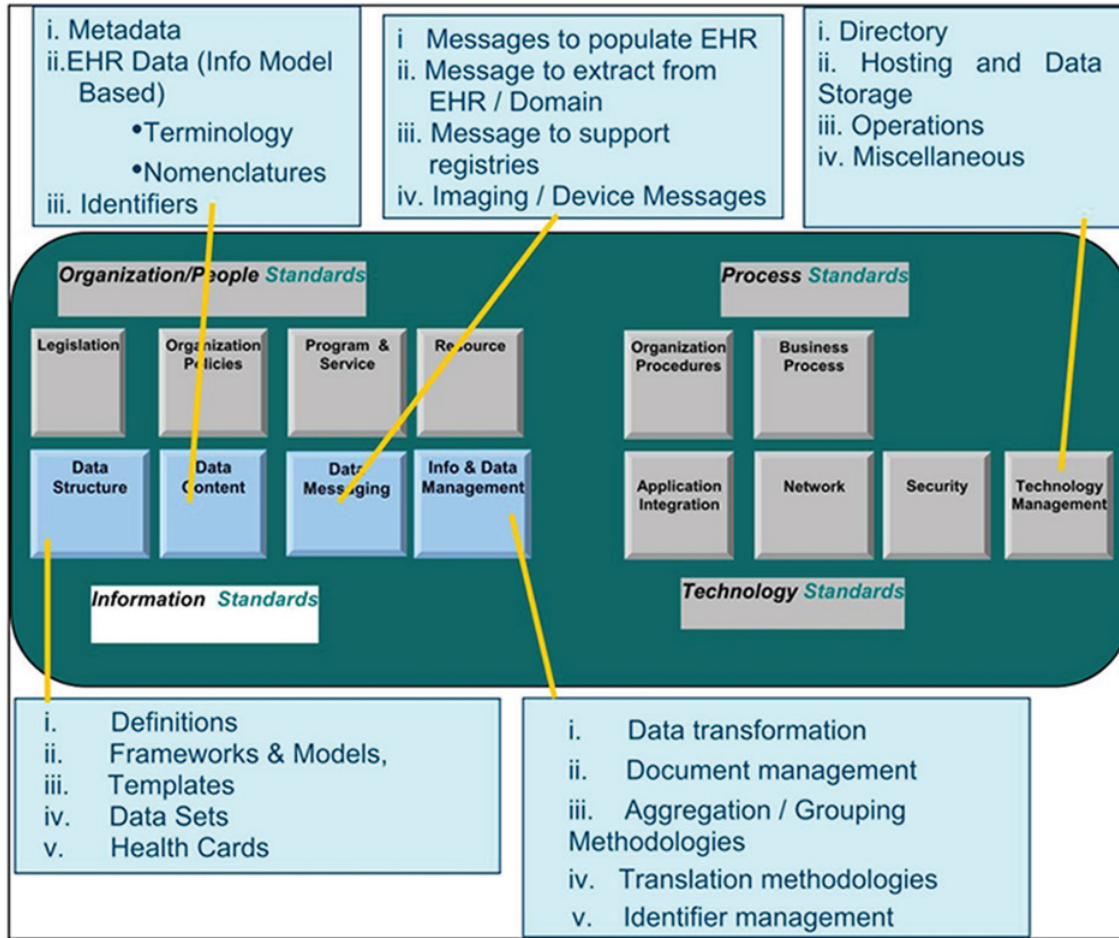 i. Metadata
ii.EHR Data (Info Model
Based)
•Terminology
•Nomenclatures
iii. Identifiers
i Messages to populate EHR
ii. Message to extract from
EHR / Domain
iii. Message to support
registries
iv. Imaging / Device Messages
i. Directory
ii. Hosting and Data
Storage
iii. Operations
iv. Miscellaneous
Organization/People Standards
Process Standards
Legislation
Organization
Policies
Program &
Service
Resource
Organization
Procedures
Business
Process
Data
Structure
Data
Content
Data
Messaging
Info & Data
Management
Application
Integration
Network
Security
Technology
Management
Information Standards
Technology Standards
i. Definitions
ii. Frameworks & Models,
iii. Templates
iv. Data Sets
v. Health Cards
i. Data transformation
ii. Document management
iii. Aggregation / Grouping
Methodologies
iv. Translation methodologies
v. Identifier management